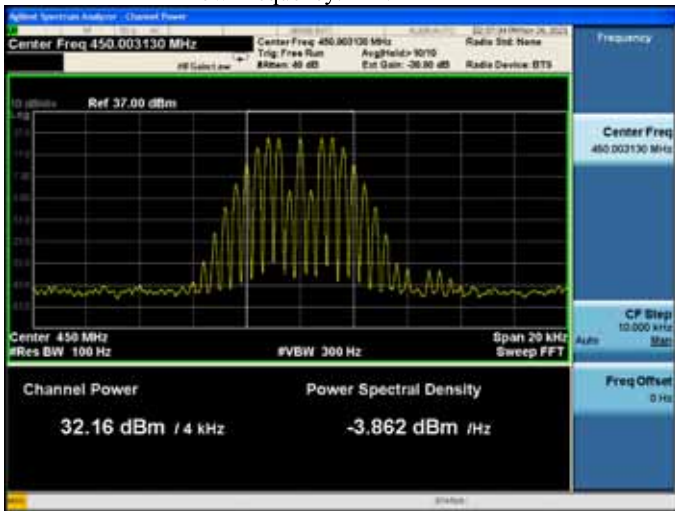 Agilent Spectrum Analyzer - Channel Power
Center Freq 450.003130 MHz
Center Freq: 450.003130 MHz
Trig: Free Run
Avg|Hold:> 10/10
#Atten: 40 dB
Ext Gain: -30.00 dB
Radio Std: None
Radio Device: BTS
#IFGain:Low
Ref 37.00 dBm
Center 450 MHz
Span 20 kHz
#Res BW 100 Hz
#VBW 300 Hz
Sweep FFT
Channel Power
Power Spectral Density
32.16 dBm / 4 kHz
-3.862 dBm /Hz
Frequency
Center Freq
450.003130 MHz
CF Step
10.000 kHz
Auto Man
Freq Offset
0 Hz